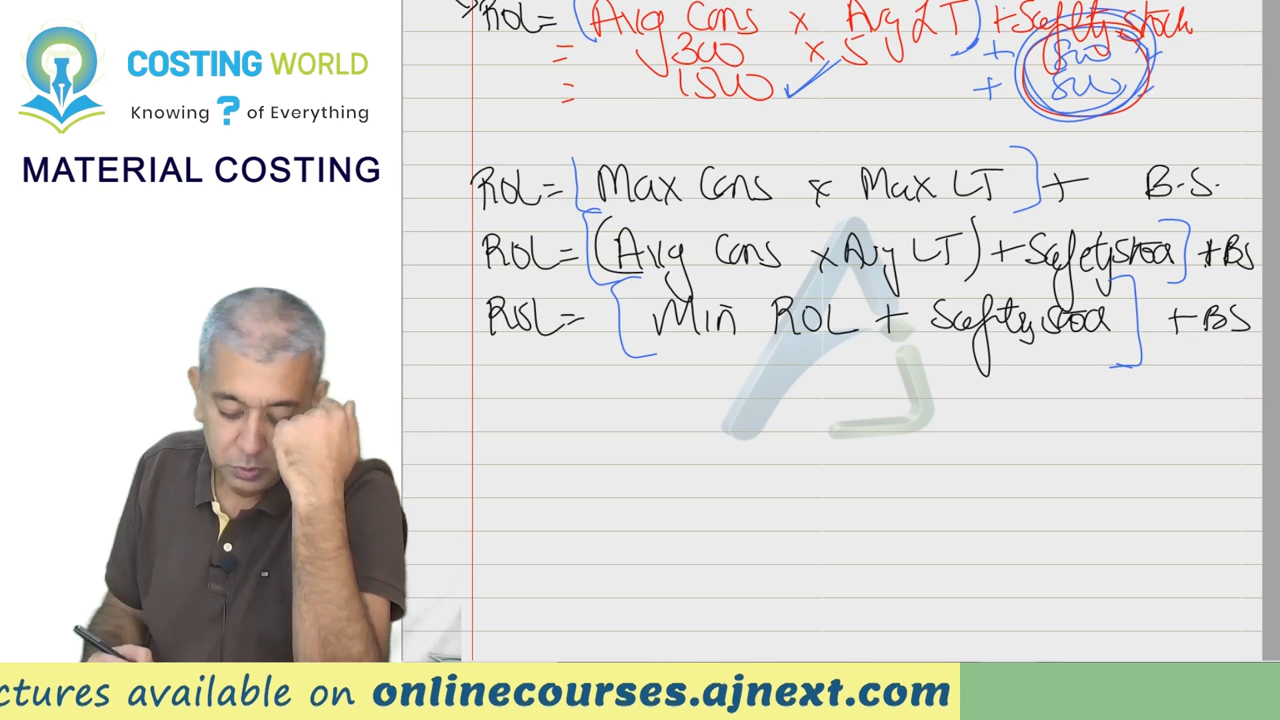 ROL= (Avg Cons x Avg LT) + Safety stock
= 300 x 5 + 800
= 1500 + 800
COSTING WORLD
Knowing ? of Everything
MATERIAL COSTING
ROL= [Max Cons x Max LT] + B.S.
ROL= [(Avg Cons x Avg LT) + Safety stock] + BS
ROL= [Min ROL + Safety stock] + BS
ctures available on onlinecourses.ajnext.com